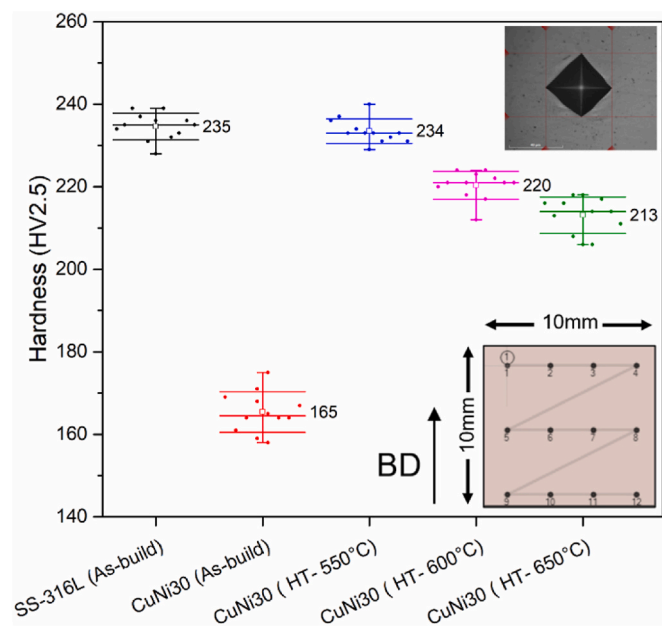 Hardness (HV2.5)
260
240
220
200
180
160
140
235
165
234
220
213
10mm
10mm
BD
1
1 2 3 4
5 6 7 8
9 10 11 12
SS-316L (As-build)
CuNi30 (As-build)
CuNi30 ( HT- 550°C)
CuNi30 ( HT- 600°C)
CuNi30 ( HT- 650°C)